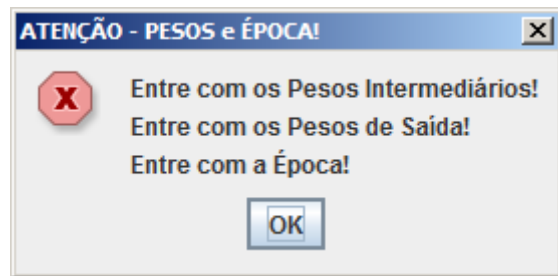 ATENÇÃO - PESOS e ÉPOCA!
Entre com os Pesos Intermediários!
Entre com os Pesos de Saída!
Entre com a Época!
OK